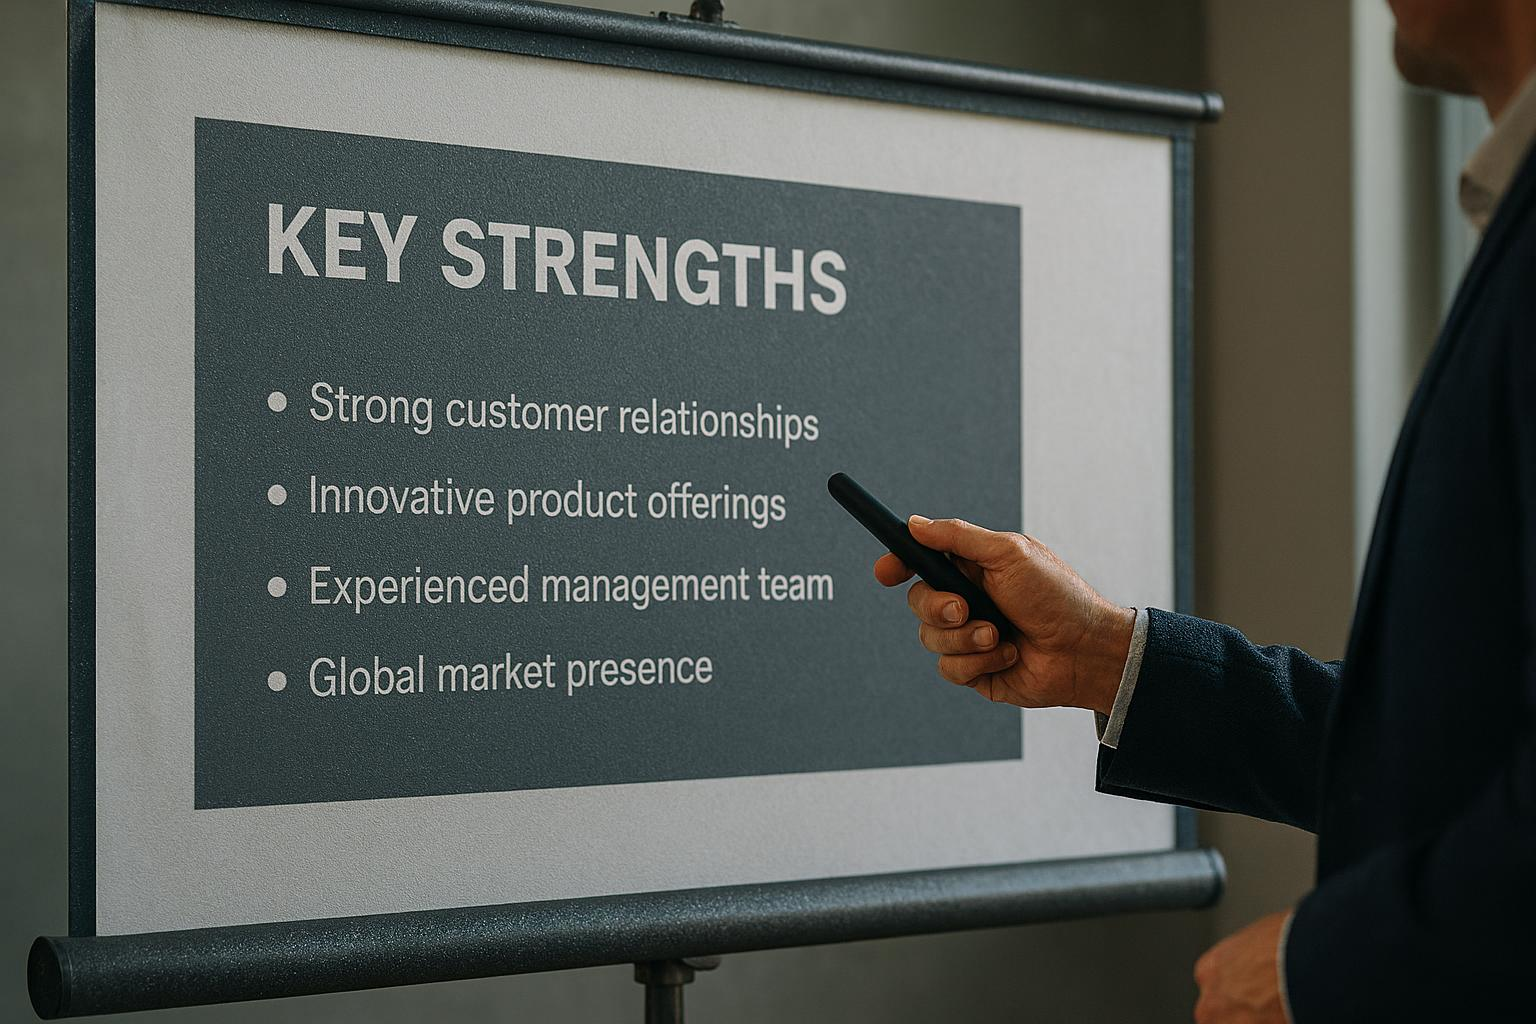 KEY STRENGTHS
• Strong customer relationships
• Innovative product offerings
• Experienced management team
• Global market presence